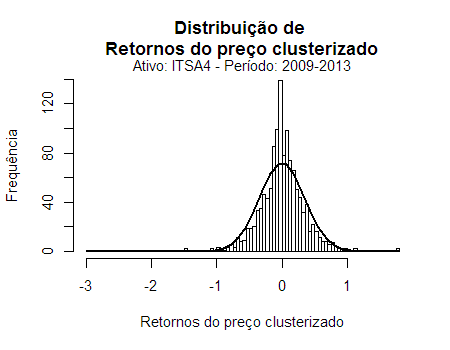 Distribuição de
Retornos do preço clusterizado
Ativo: ITSA4 - Período: 2009-2013
Frequência
120
80
40
0
-3 -2 -1 0 1
Retornos do preço clusterizado